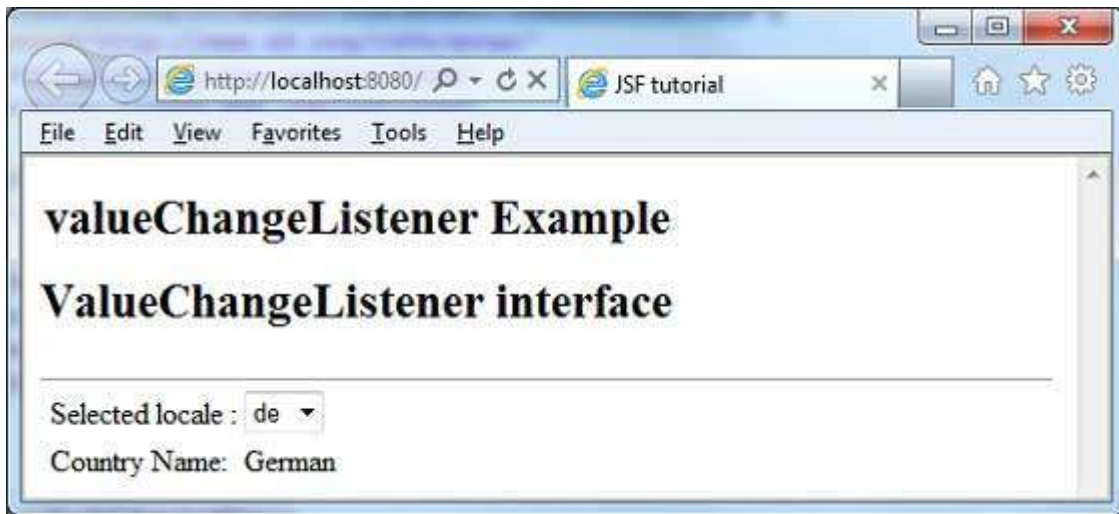 http://localhost:8080/
JSF tutorial
File Edit View Favorites Tools Help
valueChangeListener Example
ValueChangeListener interface
Selected locale : de
Country Name: German